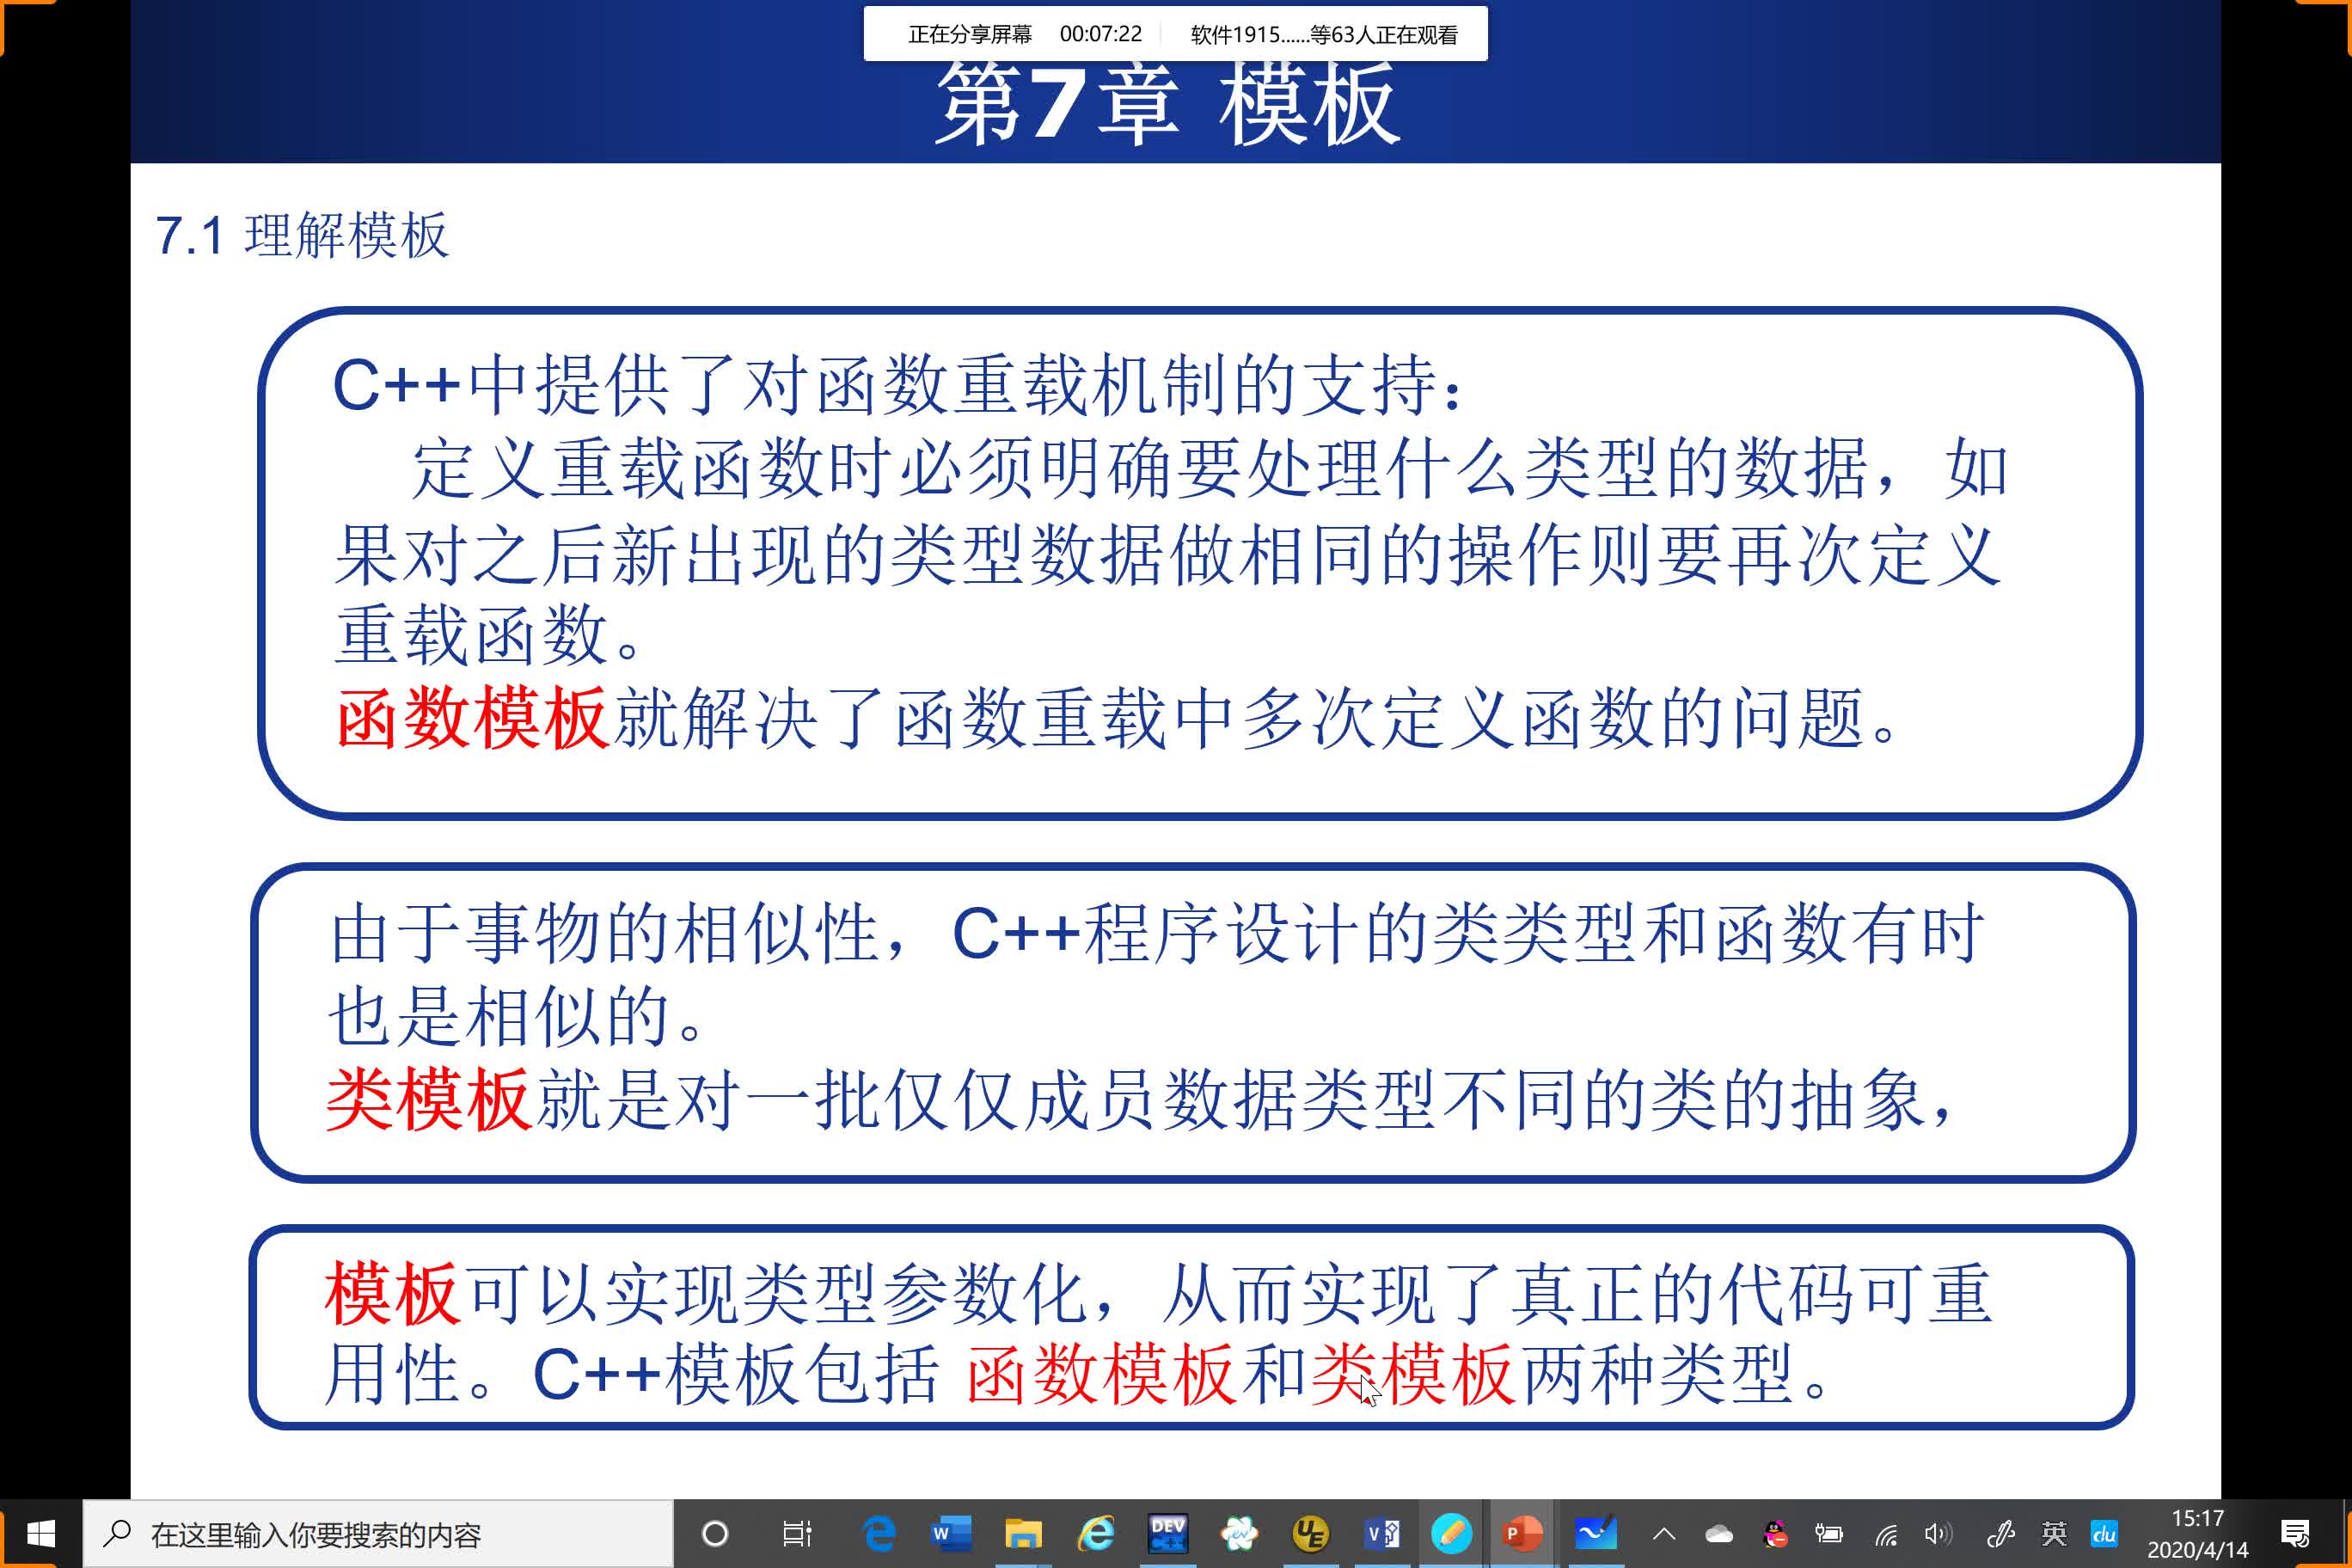 正在分享屏幕 00:07:22 软件1915......等63人正在观看
第7章 模板
7.1 理解模板
C++中提供了对函数重载机制的支持：
定义重载函数时必须明确要处理什么类型的数据，如
果对之后新出现的类型数据做相同的操作则要再次定义
重载函数。
函数模板就解决了函数重载中多次定义函数的问题。
由于事物的相似性，C++程序设计的类类型和函数有时
也是相似的。
类模板就是对一批仅仅成员数据类型不同的类的抽象，
模板可以实现类型参数化，从而实现了真正的代码可重
用性。C++模板包括 函数模板和类模板两种类型。
在这里输入你要搜索的内容
DEV
C++
英
du
15:17
2020/4/14